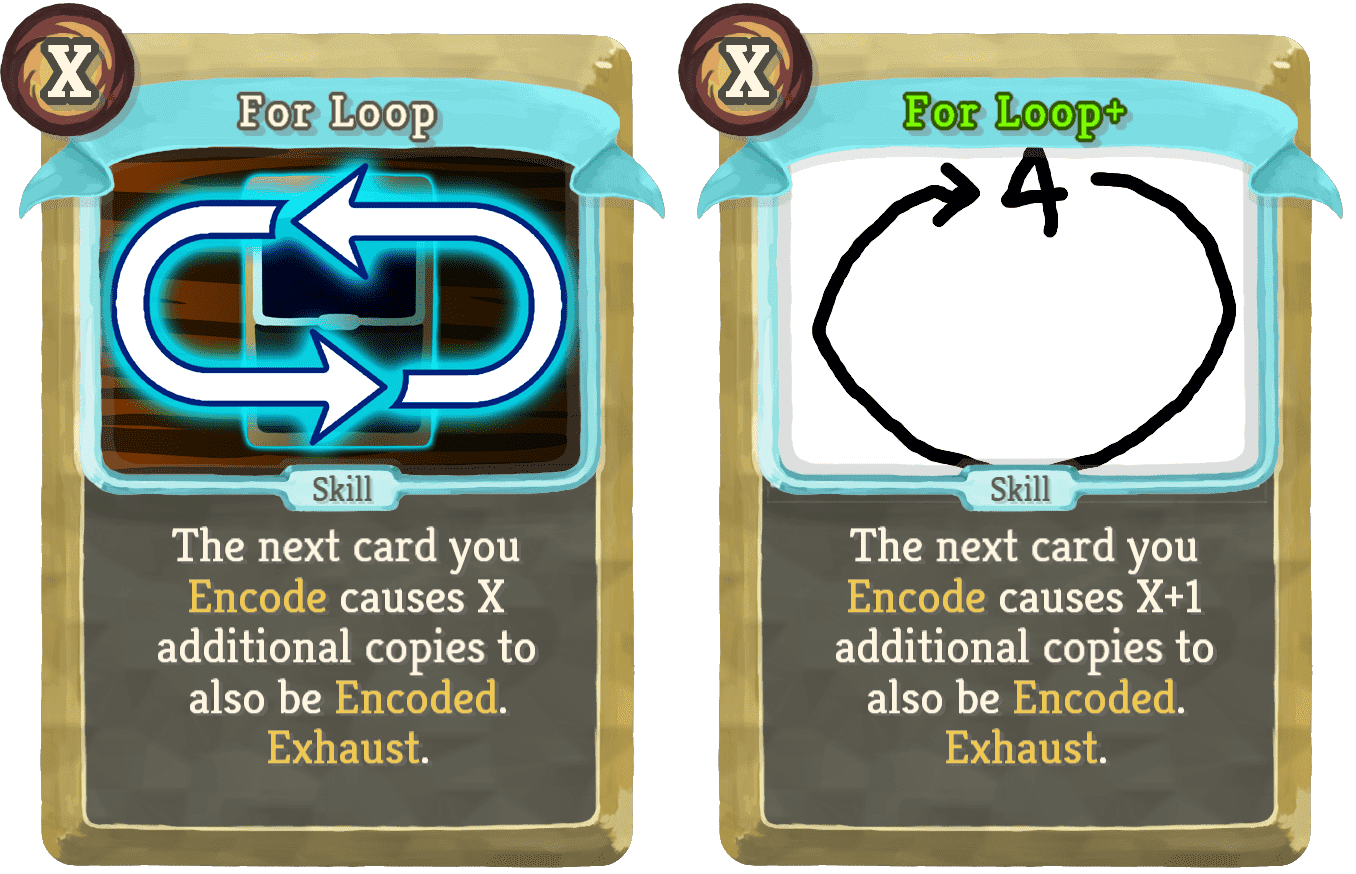 X
For Loop
Skill
The next card you
Encode causes X
additional copies to
also be Encoded.
Exhaust.
X
For Loop+
4
Skill
The next card you
Encode causes X+1
additional copies to
also be Encoded.
Exhaust.